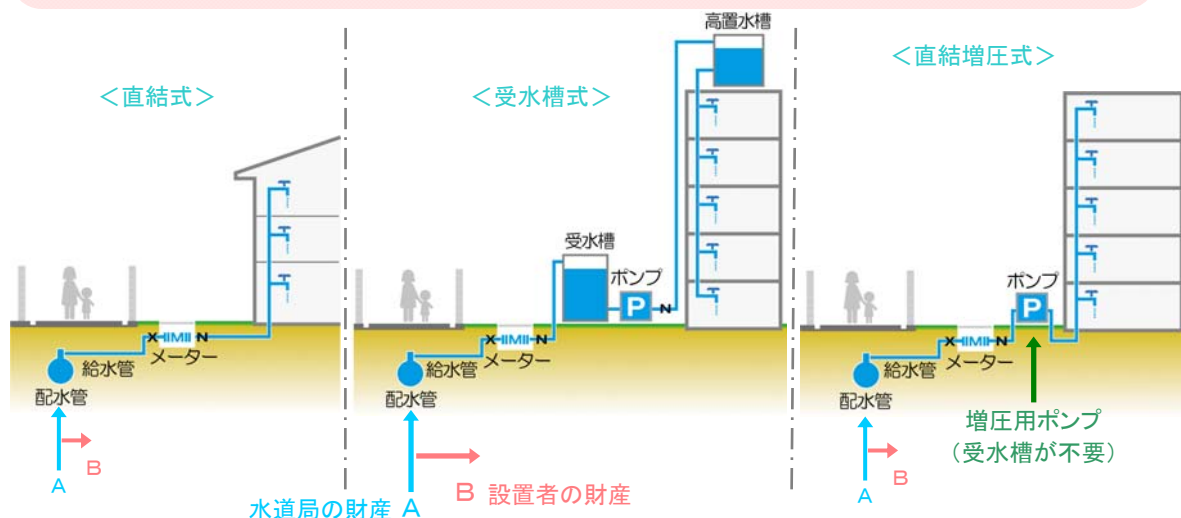 ＜直結式＞
X
M
N
メーター
給水管
配水管
B
A
＜受水槽式＞
高置水槽
受水槽
ポンプ
P
N
X
M
N
メーター
給水管
配水管
水道局の財産 A
B 設置者の財産
＜直結増圧式＞
ポンプ
P
X
M
N
メーター
給水管
配水管
B
A
増圧用ポンプ
（受水槽が不要）